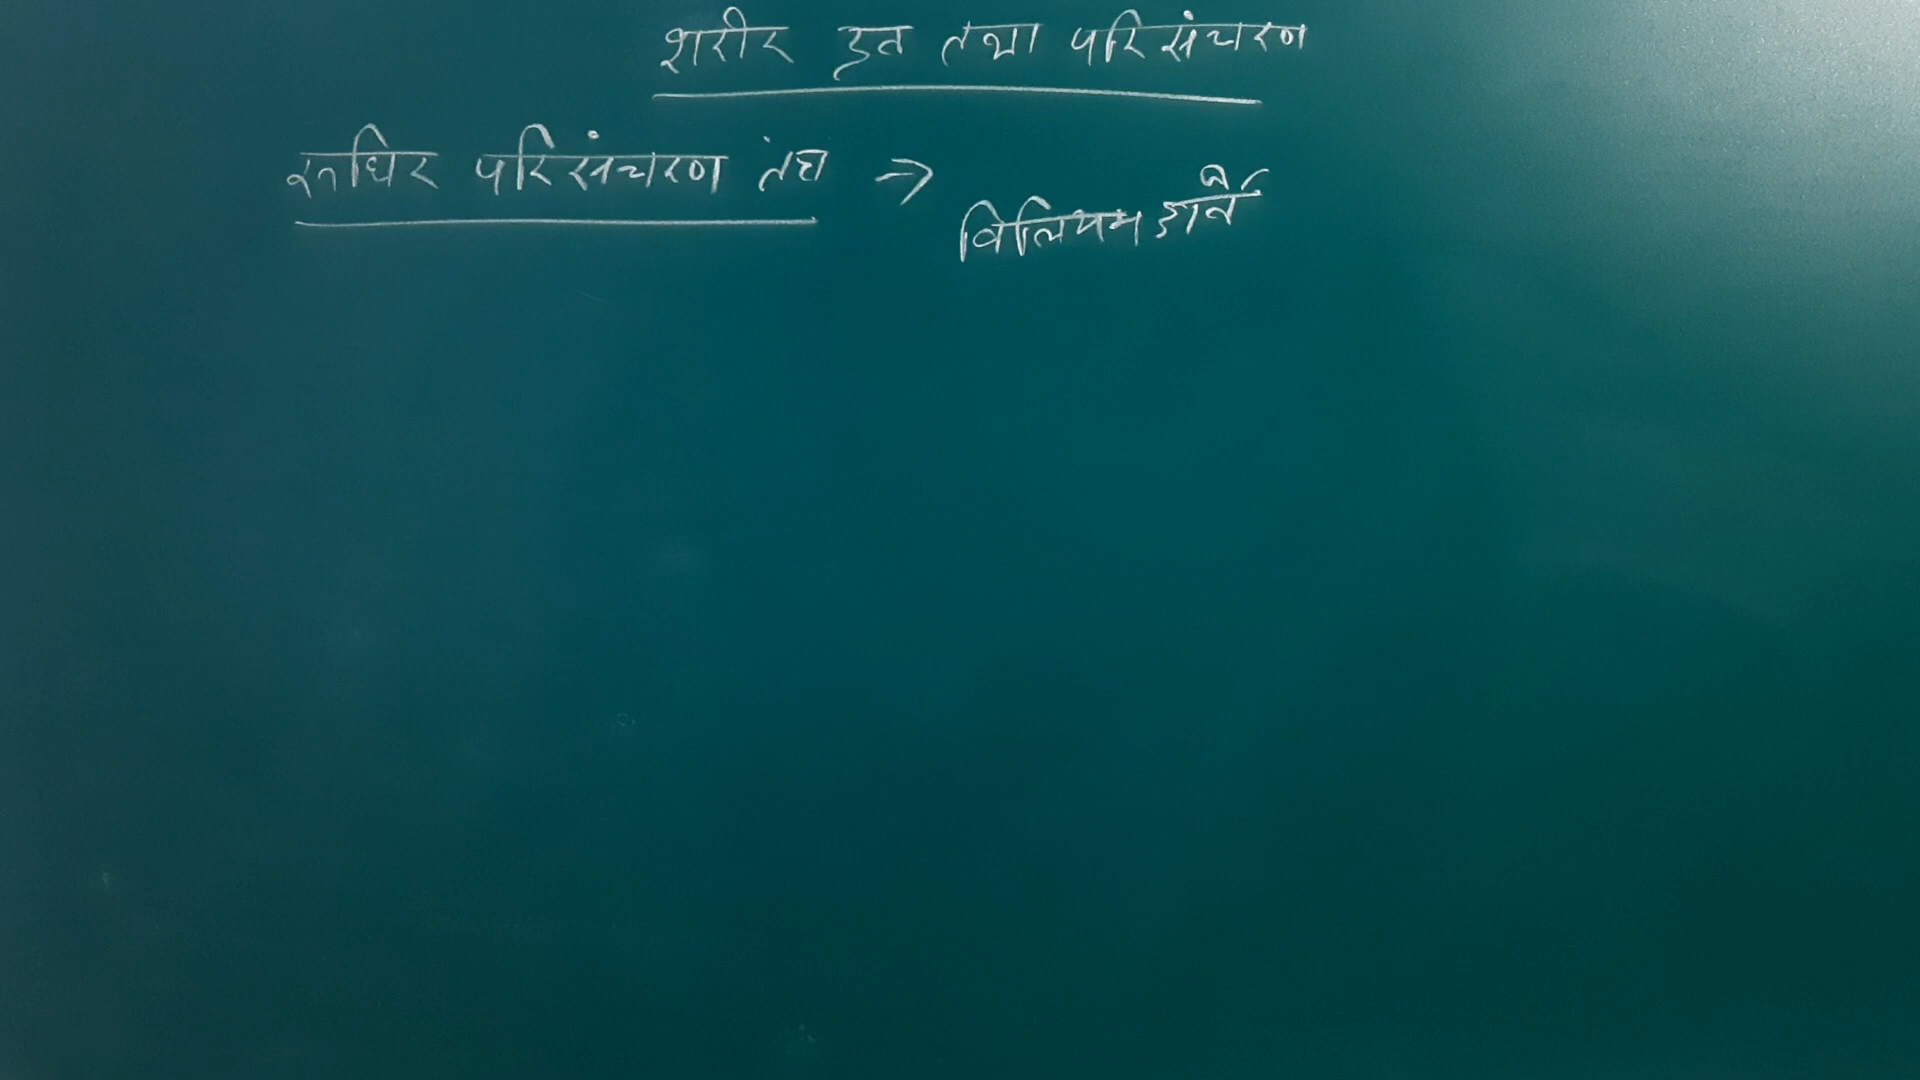 शरीर द्रव तथा परिसंचरण
रुधिर परिसंचरण तंत्र →
विलियम हार्वे